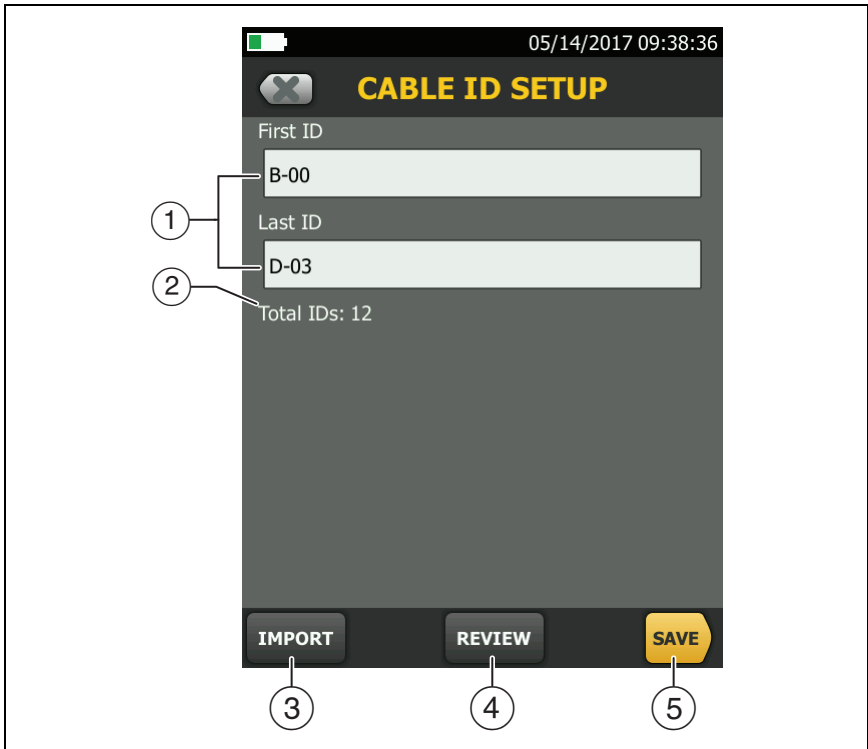 05/14/2017 09:38:36
CABLE ID SETUP
First ID
B-00
1
Last ID
D-03
2
Total IDs: 12
IMPORT
REVIEW
SAVE
3
4
5